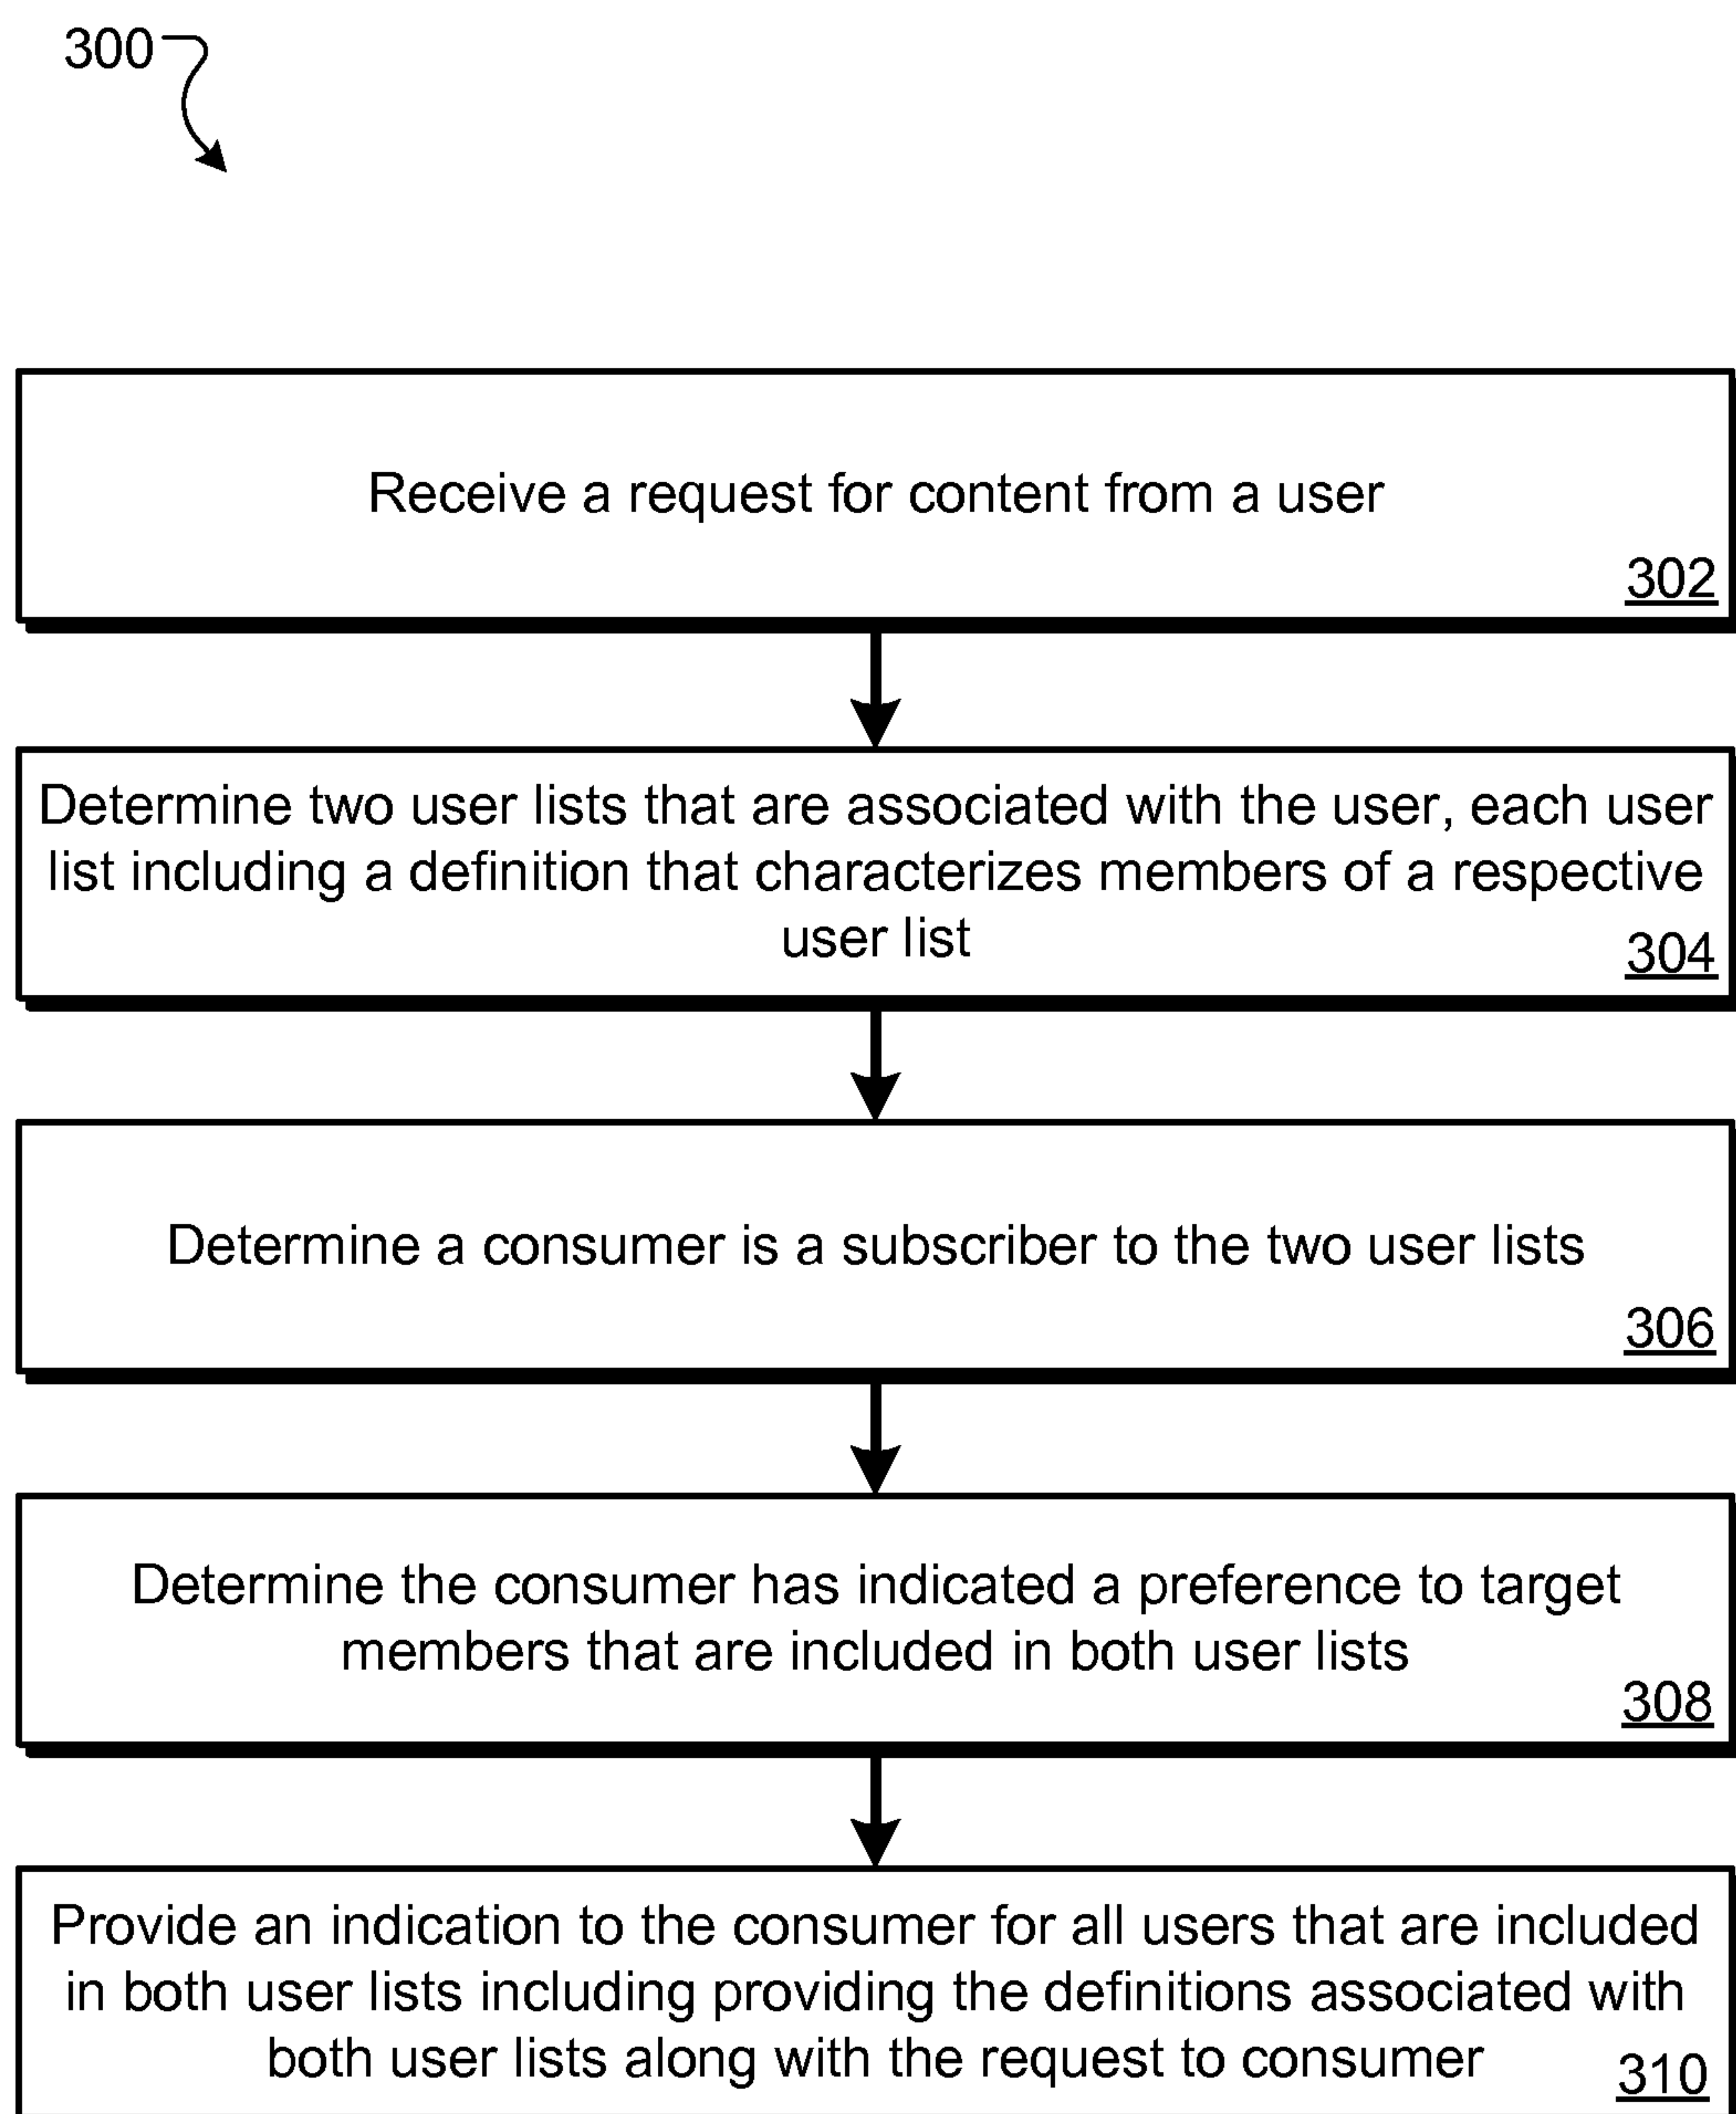 300
Receive a request for content from a user
302
Determine two user lists that are associated with the user, each user
list including a definition that characterizes members of a respective
user list
304
Determine a consumer is a subscriber to the two user lists
306
Determine the consumer has indicated a preference to target
members that are included in both user lists
308
Provide an indication to the consumer for all users that are included
in both user lists including providing the definitions associated with
both user lists along with the request to consumer
310